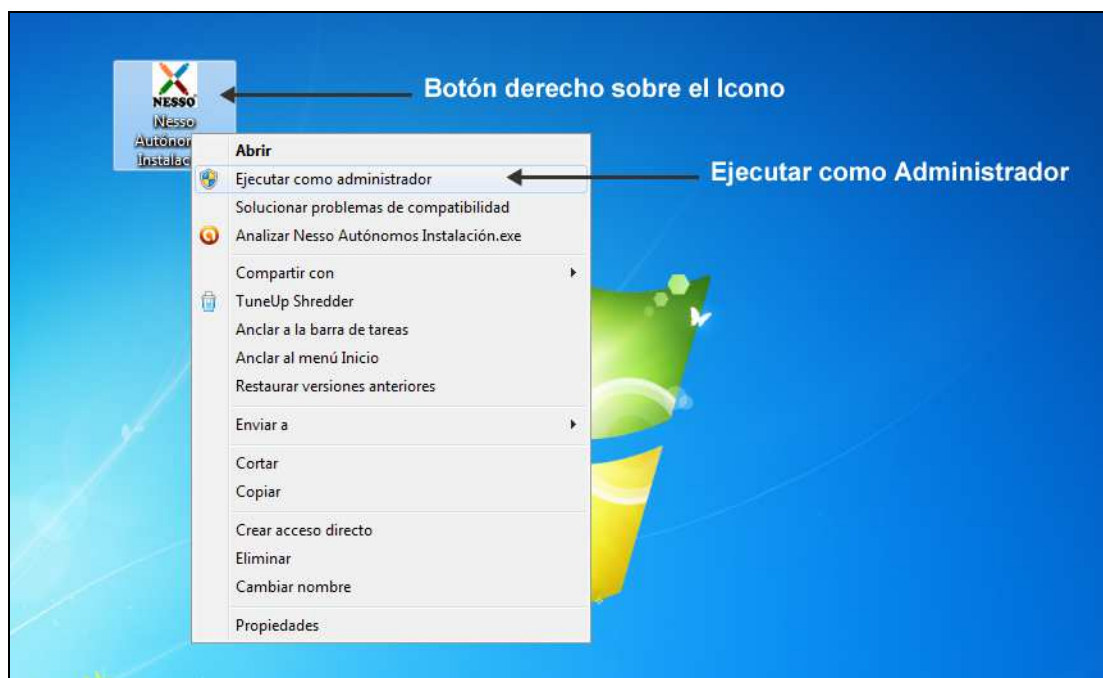 NESSO
Botón derecho sobre el Icono
Nesso
Instalac
Abrir
Ejecutar como administrador
Ejecutar como Administrador
Solucionar problemas de compatibilidad
Analizar Nesso Autónomos Instalación.exe
Compartir con
TuneUp Shredder
Anclar a la barra de tareas
Anclar al menú Inicio
Restaurar versiones anteriores
Enviar a
Cortar
Copiar
Crear acceso directo
Eliminar
Cambiar nombre
Propiedades